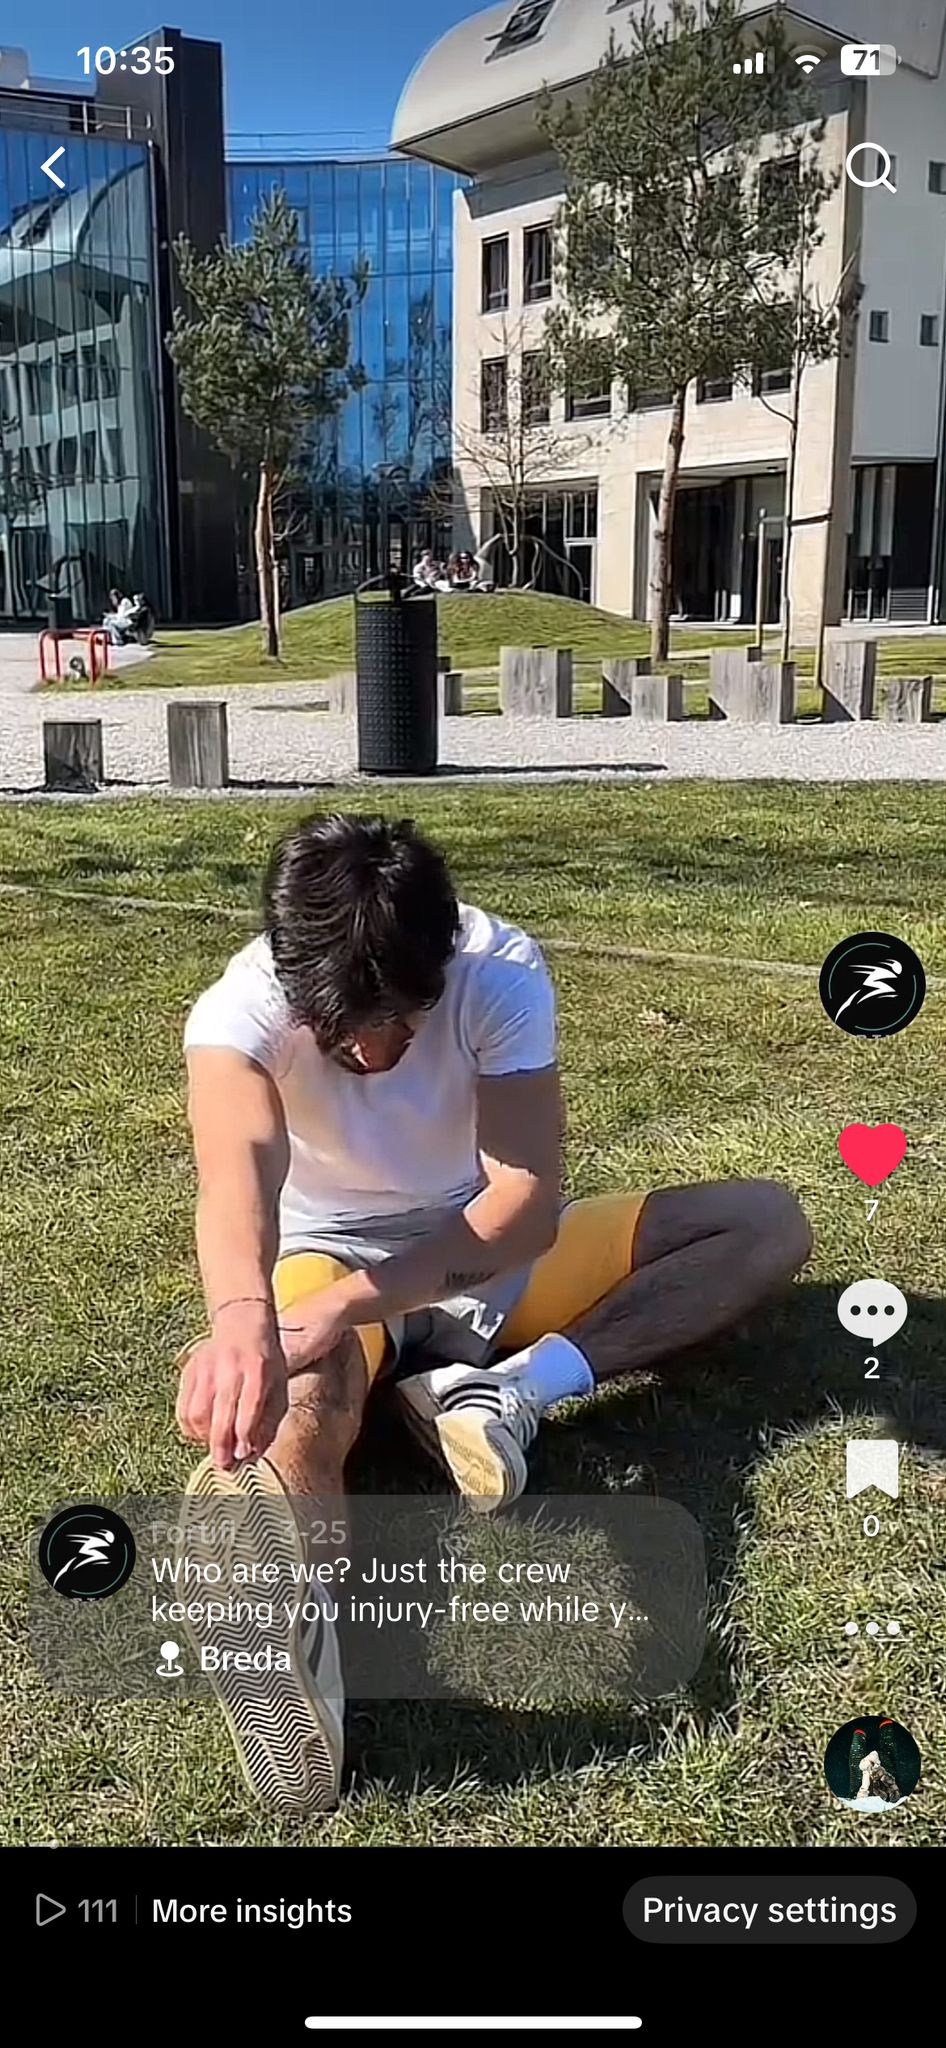 10:35
71
7
2
0
Fortifi_ · 3-25
Who are we? Just the crew
keeping you injury-free while y...
Breda
111
More insights
Privacy settings